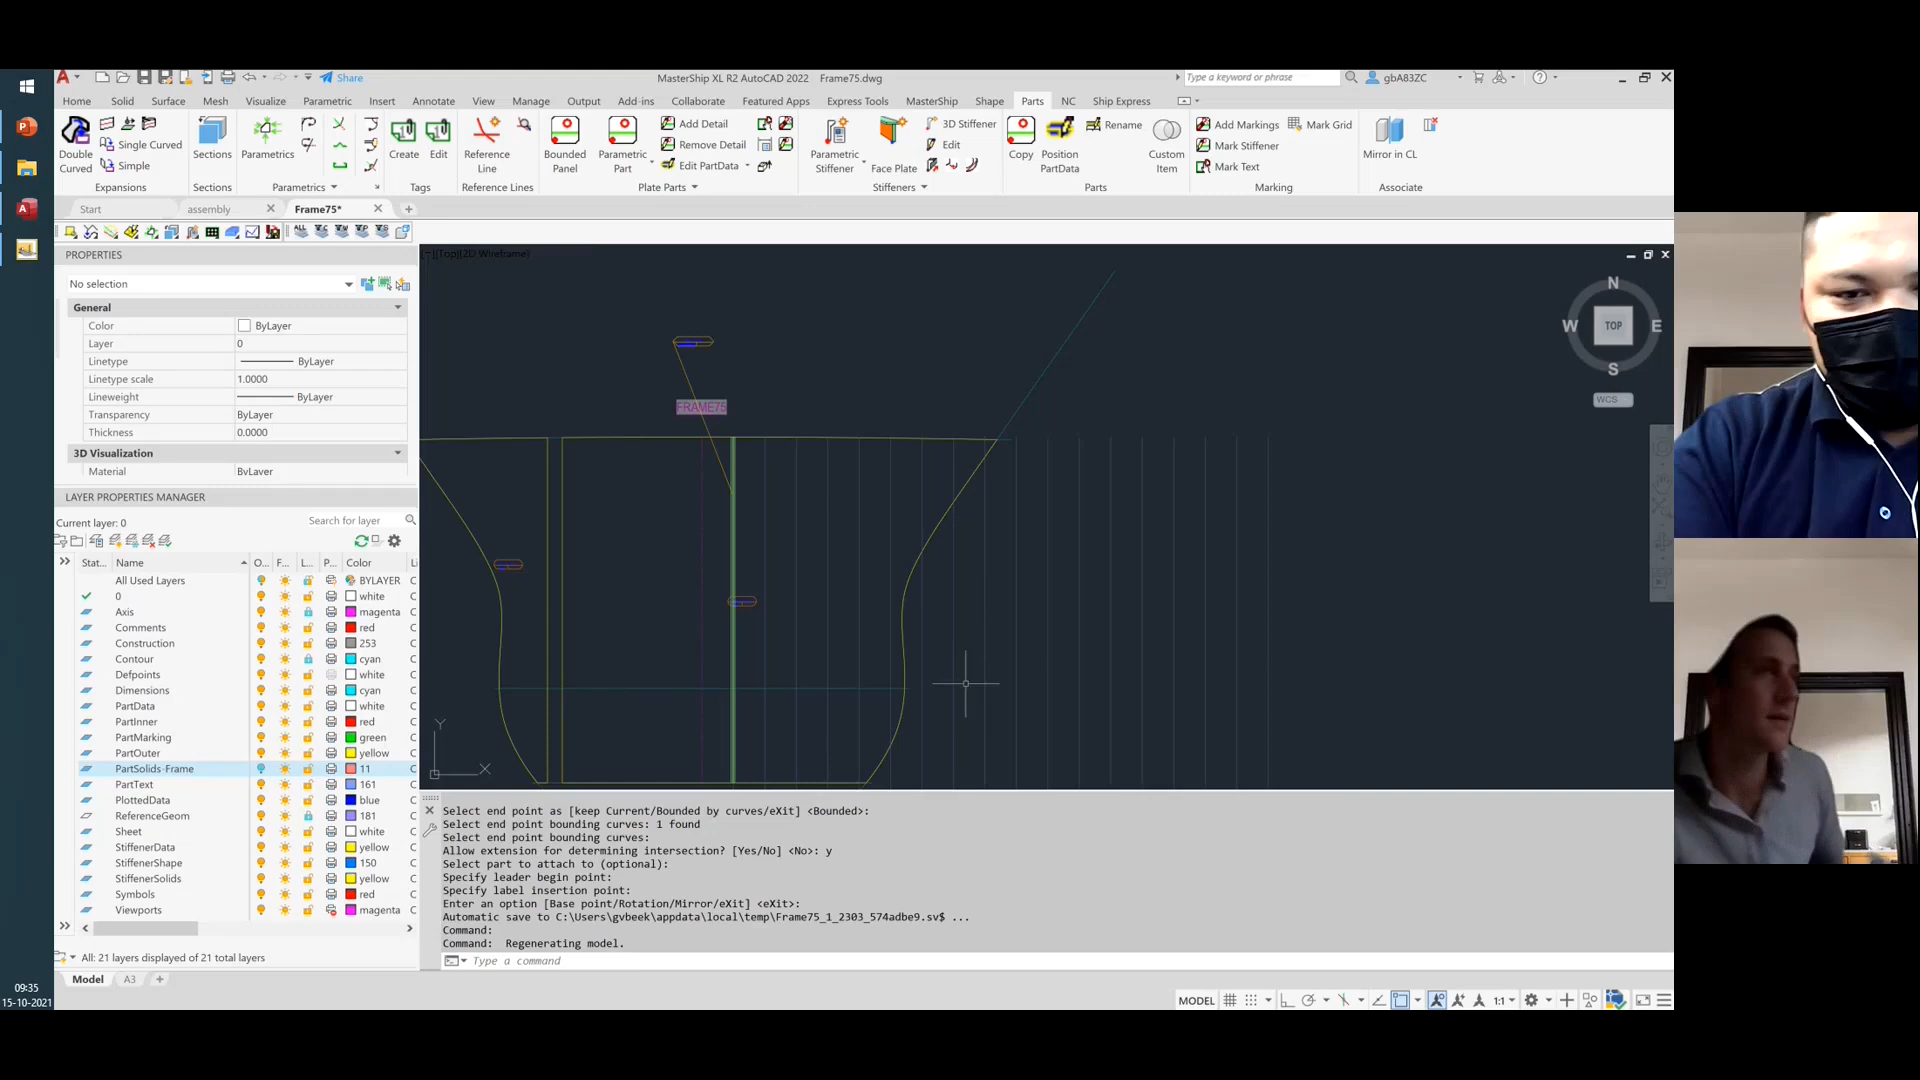 Share
MasterShip XL R2 AutoCAD 2022 Frame75.dwg
Type a keyword or phrase
gbA83ZC
Home Solid Surface Mesh Visualize Parametric Insert Annotate View Manage Output Add-ins Collaborate Featured Apps Express Tools MasterShip Shape Parts NC Ship Express
Double Curved
Single Curved
Simple
Expansions
Sections
Sections
Parametrics
Parametrics
Create
Edit
Tags
Reference Line
Reference Lines
Bounded Panel
Parametric Part
Add Detail
Remove Detail
Edit PartData
Plate Parts
Parametric Stiffener
Face Plate
3D Stiffener
Edit
Stiffeners
Copy
Position PartData
Rename
Custom Item
Parts
Add Markings
Mark Grid
Mark Stiffener
Mark Text
Marking
Mirror in CL
Associate
Start
assembly
Frame75*
PROPERTIES
No selection
General
Color ByLayer
Layer 0
Linetype ByLayer
Linetype scale 1.0000
Lineweight ByLayer
Transparency ByLayer
Thickness 0.0000
3D Visualization
Material ByLayer
LAYER PROPERTIES MANAGER
Current layer: 0
Search for layer
Stat... Name O... F... L... P... Color Li
All Used Layers BYLAYER C
0 white C
Axis magenta C
Comments red C
Construction 253 C
Contour cyan C
Defpoints white C
Dimensions cyan C
PartData white C
PartInner red C
PartMarking green C
PartOuter yellow C
PartSolids-Frame 11 C
PartText 161 C
PlottedData blue C
ReferenceGeom 181 C
Sheet white C
StiffenerData yellow C
StiffenerShape 150 C
StiffenerSolids yellow C
Symbols red C
Viewports magenta C
All: 21 layers displayed of 21 total layers
Model A3
[−][Top][2D Wireframe]
FRAME75
N
W TOP E
S
WCS
Y
X
Select end point as [keep Current/Bounded by curves/eXit] <Bounded>:
Select end point bounding curves: 1 found
Select end point bounding curves:
Allow extension for determining intersection? [Yes/No] <No>: y
Select part to attach to (optional):
Specify leader begin point:
Specify label insertion point:
Enter an option [Base point/Rotation/Mirror/eXit] <eXit>:
Automatic save to C:\Users\gvbeek\appdata\local\temp\Frame75_1_2303_574adbe9.sv$ ...
Command:
Command: Regenerating model.
Type a command
MODEL
1:1
09:35
15-10-2021